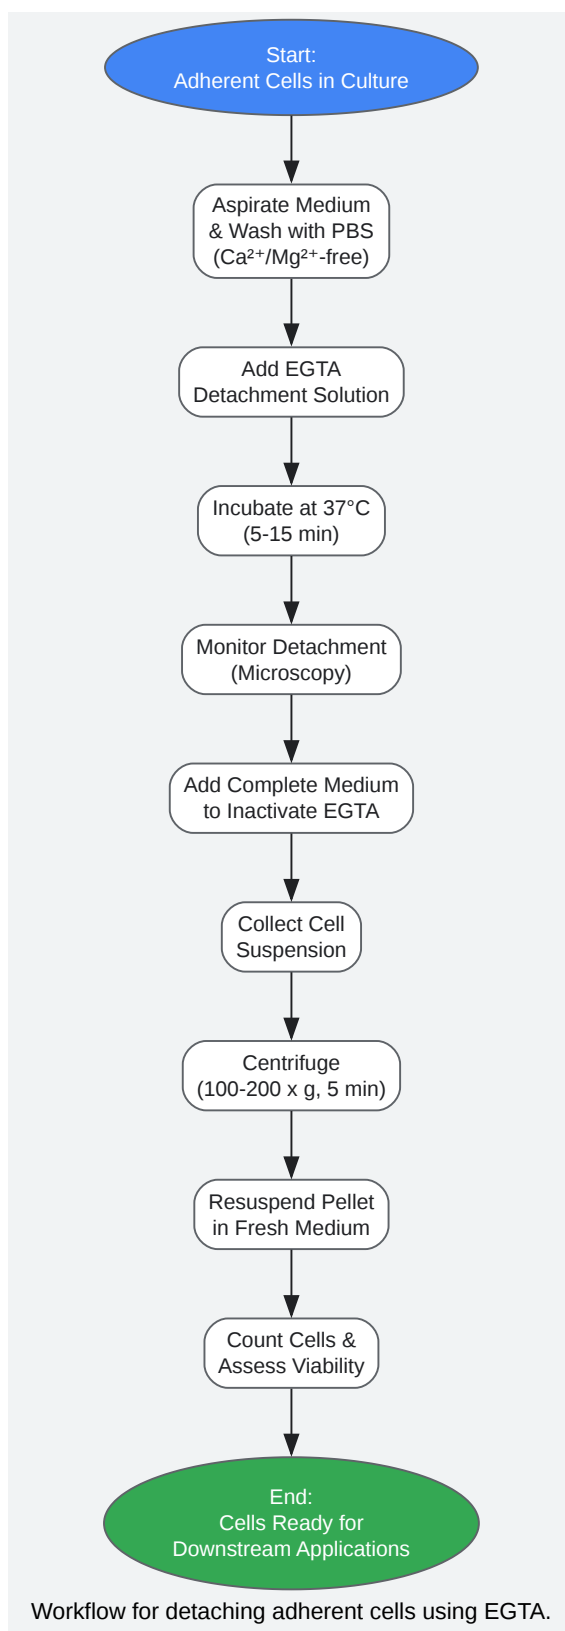 Start:
Adherent Cells in Culture
Aspirate Medium
& Wash with PBS
(Ca²⁺/Mg²⁺-free)
Add EGTA
Detachment Solution
Incubate at 37°C
(5-15 min)
Monitor Detachment
(Microscopy)
Add Complete Medium
to Inactivate EGTA
Collect Cell
Suspension
Centrifuge
(100-200 x g, 5 min)
Resuspend Pellet
in Fresh Medium
Count Cells &
Assess Viability
End:
Cells Ready for
Downstream Applications
Workflow for detaching adherent cells using EGTA.